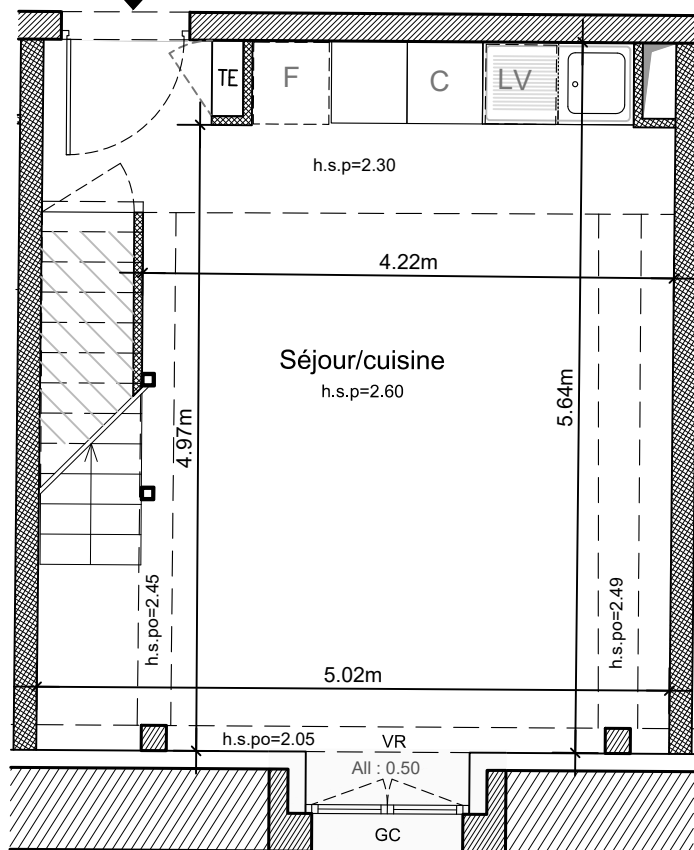 TE
F
C
LV
h.s.p=2.30
4.22m
Séjour/cuisine
h.s.p=2.60
4.97m
5.64m
h.s.po=2.45
h.s.po=2.49
5.02m
h.s.po=2.05
VR
All : 0.50
GC